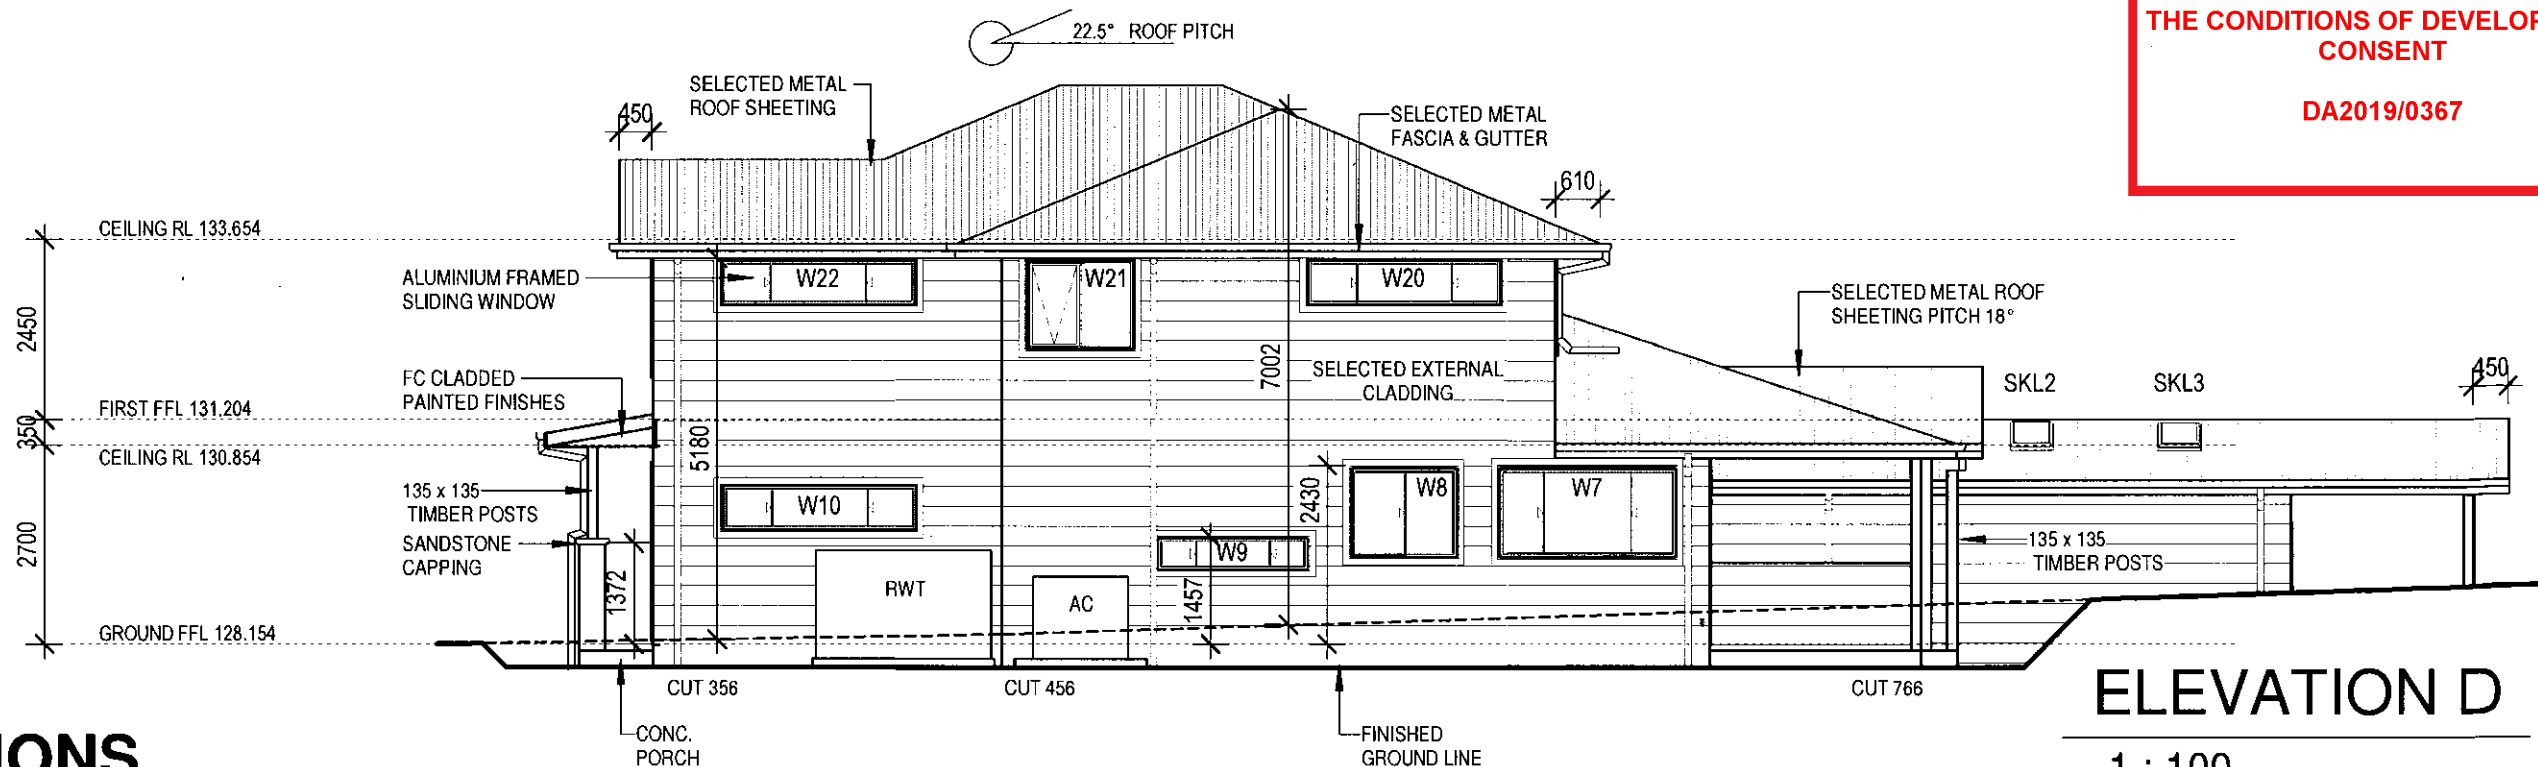 THE CONDITIONS OF DEVELOP
CONSENT
DA2019/0367
22.5° ROOF PITCH
SELECTED METAL
ROOF SHEETING
450
SELECTED METAL
FASCIA & GUTTER
610
CEILING RL 133.654
ALUMINIUM FRAMED
SLIDING WINDOW
W22
W21
W20
SELECTED METAL ROOF
SHEETING PITCH 18°
2450
7002
SELECTED EXTERNAL
CLADDING
FC CLADDED
PAINTED FINISHES
SKL2
SKL3
450
FIRST FFL 131.204
350
CEILING RL 130.854
5180
135 x 135
TIMBER POSTS
W10
2430
W8
W7
2700
SANDSTONE
CAPPING
W9
135 x 135
TIMBER POSTS
1372
RWT
AC
1457
GROUND FFL 128.154
CUT 356
CUT 456
CUT 766
ELEVATION D
CONC.
PORCH
FINISHED
GROUND LINE
IONS
1 : 100